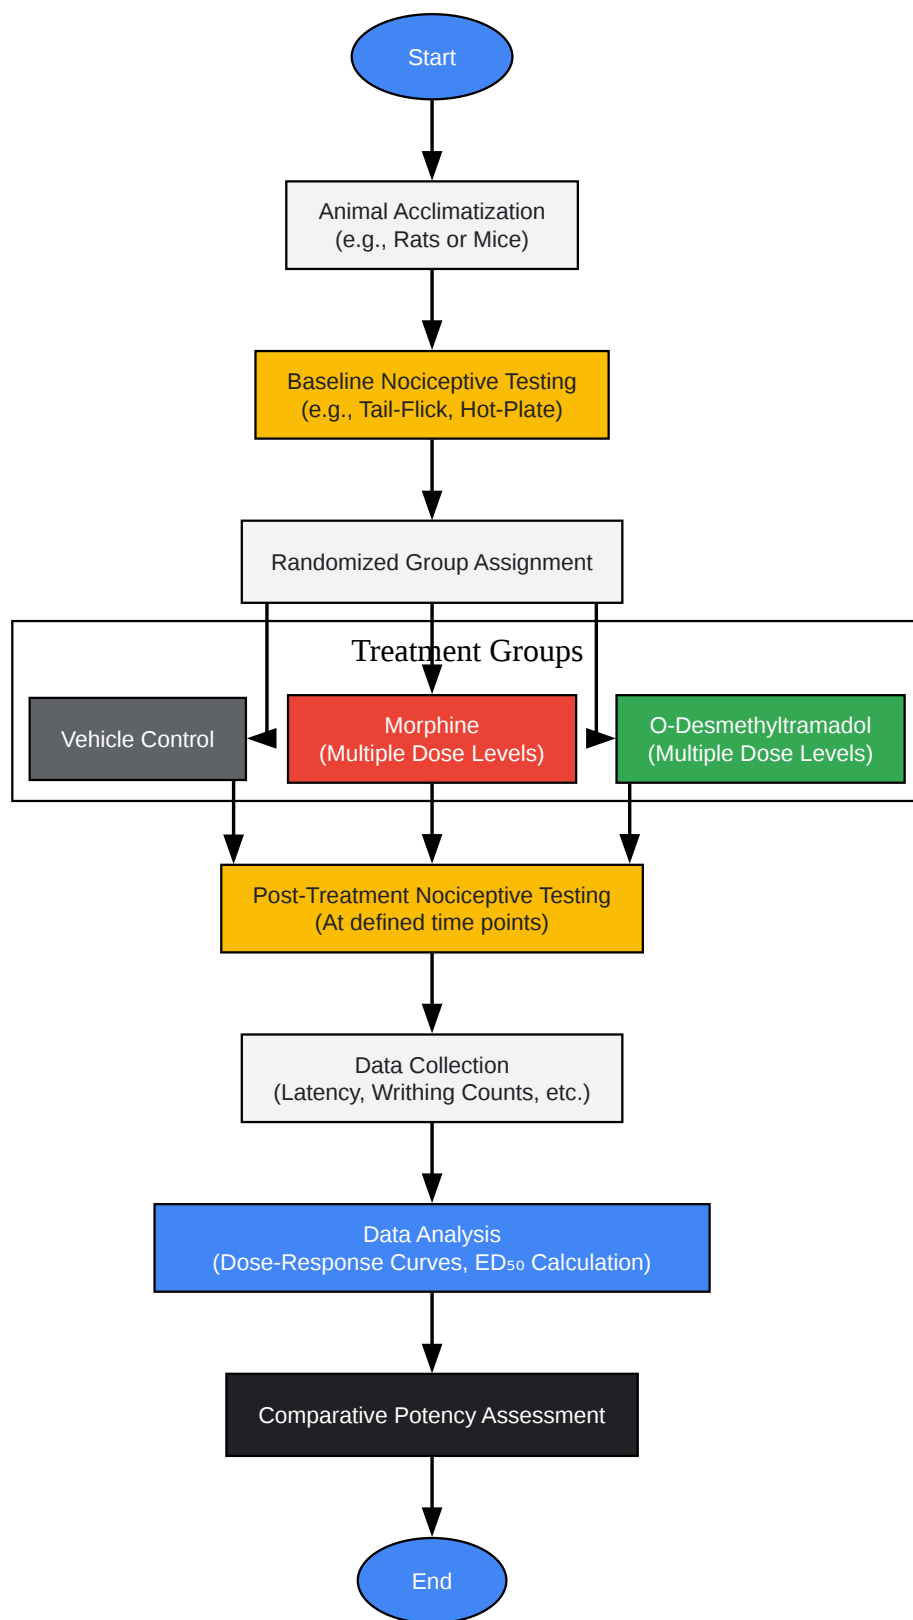 Start
Animal Acclimatization
(e.g., Rats or Mice)
Baseline Nociceptive Testing
(e.g., Tail-Flick, Hot-Plate)
Randomized Group Assignment
Treatment Groups
Vehicle Control
Morphine
(Multiple Dose Levels)
O-Desmethyltramadol
(Multiple Dose Levels)
Post-Treatment Nociceptive Testing
(At defined time points)
Data Collection
(Latency, Writhing Counts, etc.)
Data Analysis
(Dose-Response Curves, ED₅₀ Calculation)
Comparative Potency Assessment
End